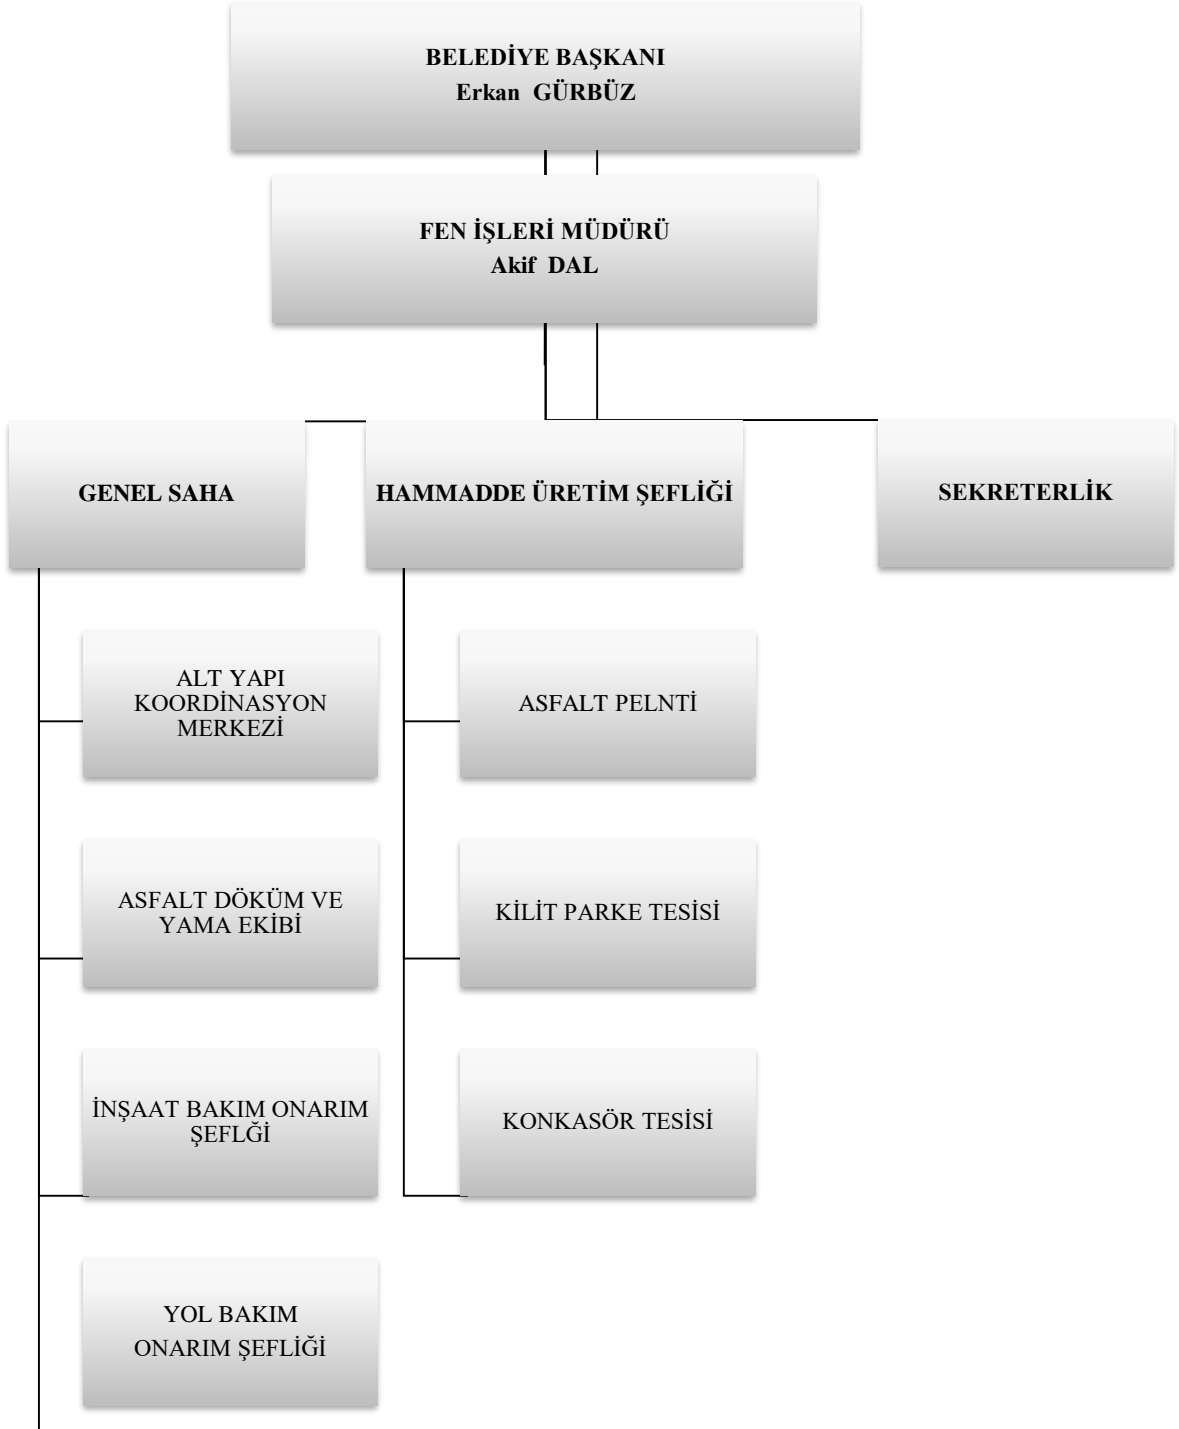 BELEDİYE BAŞKANI
Erkan GÜRBÜZ
FEN İŞLERİ MÜDÜRÜ
Akif DAL
GENEL SAHA
HAMMADDE ÜRETİM ŞEFLİĞİ
SEKRETERLİK
ALT YAPI
KOORDİNASYON
MERKEZİ
ASFALT PELNTİ
ASFALT DÖKÜM VE
YAMA EKİBİ
KİLİT PARKE TESİSİ
İNŞAAT BAKIM ONARIM
ŞEFLĞİ
KONKASÖR TESİSİ
YOL BAKIM
ONARIM ŞEFLİĞİ